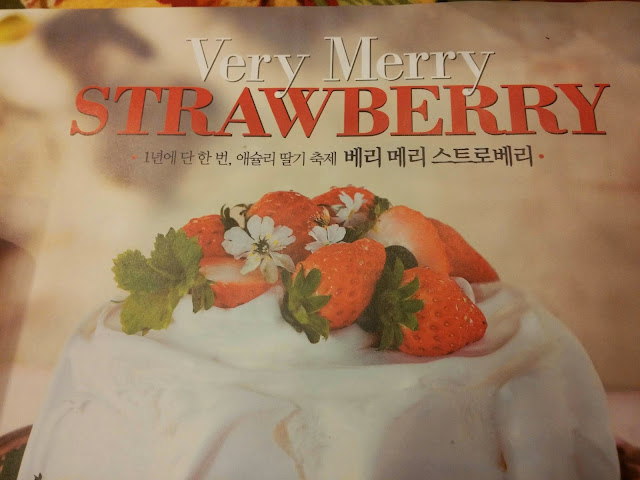 Very Merry
STRAWBERRY
• 1년에 단 한 번, 애슐리 딸기 축제 베리 메리 스트로베리 •